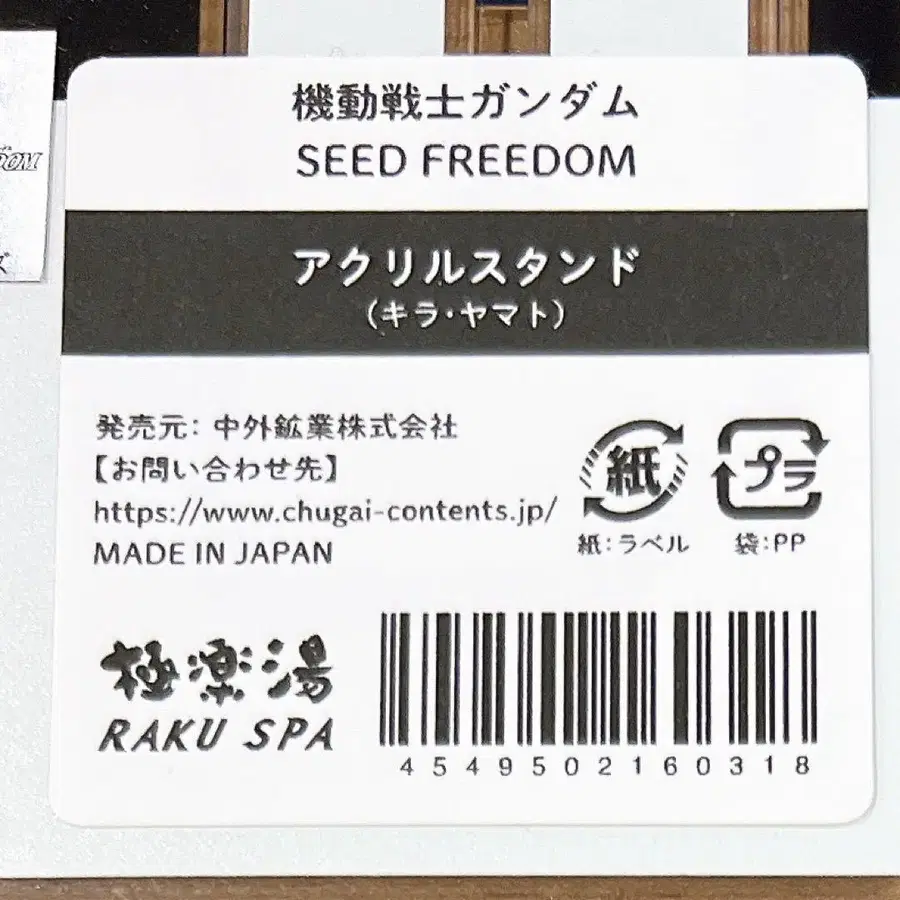 機動戦士ガンダム
SEED FREEDOM
アクリルスタンド
(キラ・ヤマト)
発売元: 中外鉱業株式会社
【お問い合わせ先】
https://www.chugai-contents.jp/
MADE IN JAPAN
紙
プラ
紙:ラベル
袋:PP
極楽湯
RAKU SPA
4549502160318